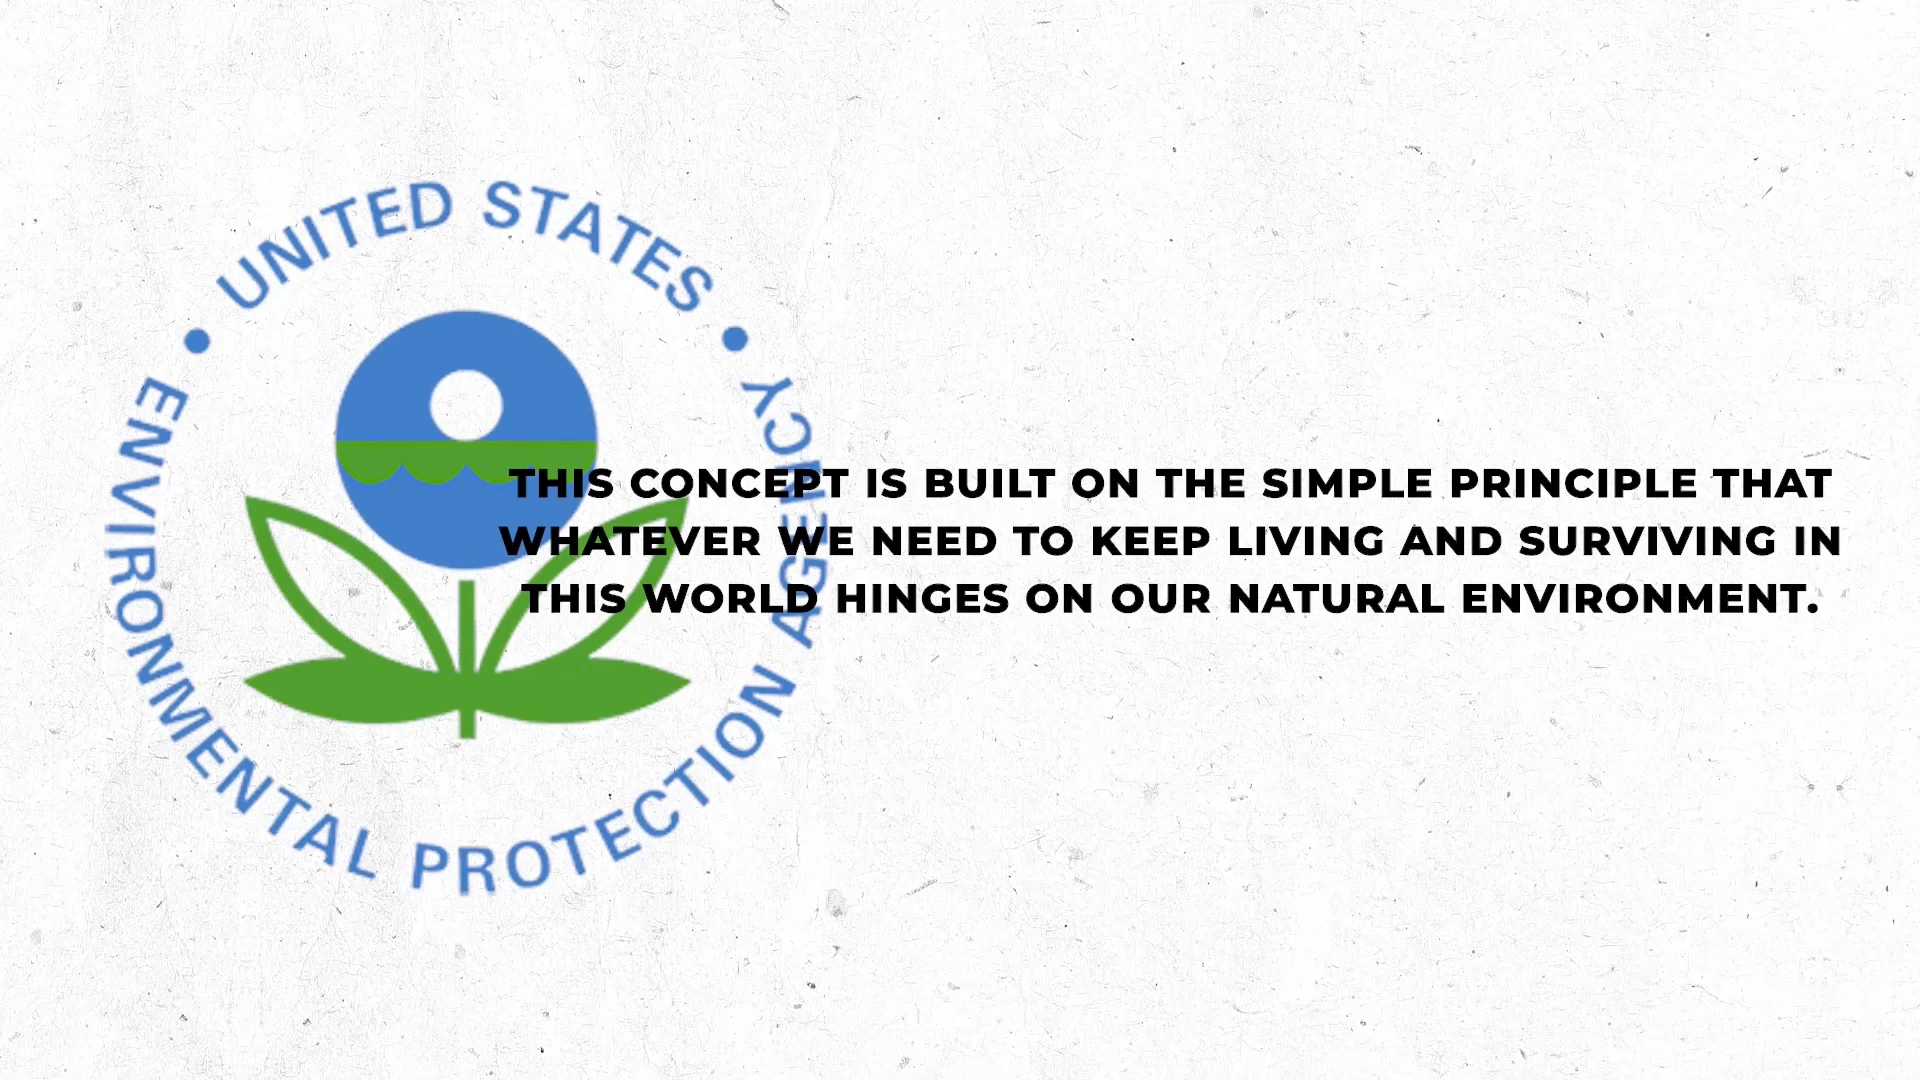 UNITED STATES
ENVIRONMENTAL PROTECTION AGENCY
THIS CONCEPT IS BUILT ON THE SIMPLE PRINCIPLE THAT
WHATEVER WE NEED TO KEEP LIVING AND SURVIVING IN
THIS WORLD HINGES ON OUR NATURAL ENVIRONMENT.